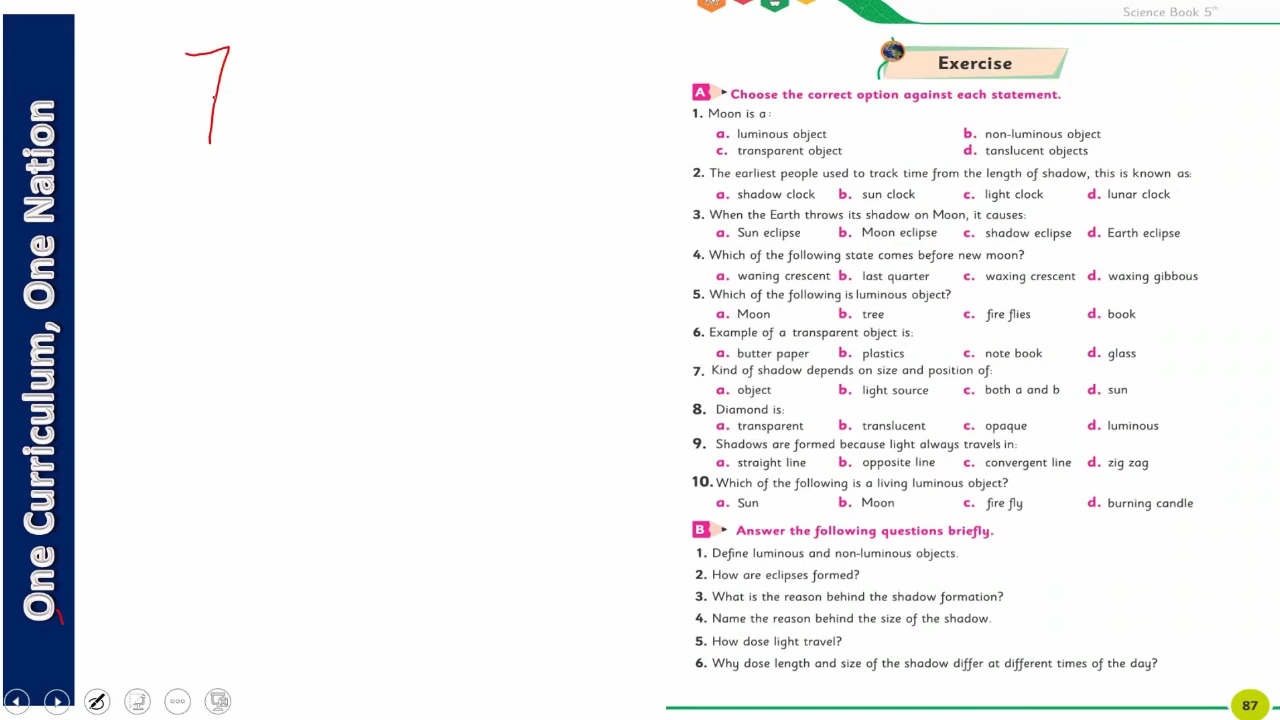 One Curriculum, One Nation
7
Science Book 5th
Exercise
A Choose the correct option against each statement.
1. Moon is a :
a. luminous object b. non-luminous object
c. transparent object d. tanslucent objects
2. The earliest people used to track time from the length of shadow, this is known as:
a. shadow clock b. sun clock c. light clock d. lunar clock
3. When the Earth throws its shadow on Moon, it causes:
a. Sun eclipse b. Moon eclipse c. shadow eclipse d. Earth eclipse
4. Which of the following state comes before new moon?
a. waning crescent b. last quarter c. waxing crescent d. waxing gibbous
5. Which of the following is luminous object?
a. Moon b. tree c. fire flies d. book
6. Example of a transparent object is:
a. butter paper b. plastics c. note book d. glass
7. Kind of shadow depends on size and position of:
a. object b. light source c. both a and b d. sun
8. Diamond is:
a. transparent b. translucent c. opaque d. luminous
9. Shadows are formed because light always travels in:
a. straight line b. opposite line c. convergent line d. zig zag
10. Which of the following is a living luminous object?
a. Sun b. Moon c. fire fly d. burning candle
B Answer the following questions briefly.
1. Define luminous and non-luminous objects.
2. How are eclipses formed?
3. What is the reason behind the shadow formation?
4. Name the reason behind the size of the shadow.
5. How dose light travel?
6. Why dose length and size of the shadow differ at different times of the day?
87